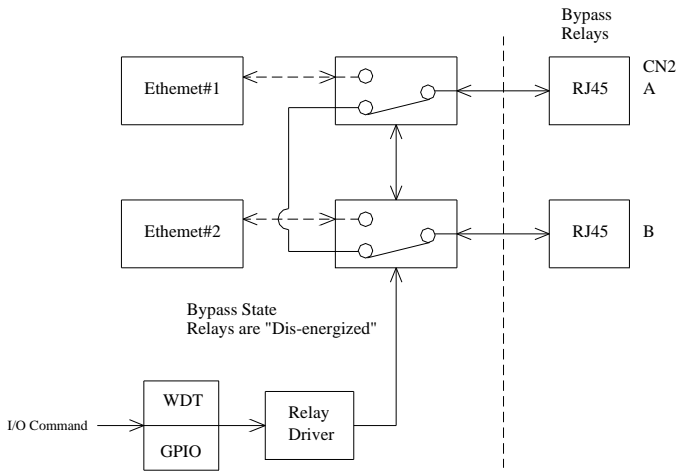 Bypass
Relays
CN2
Ethemet#1
RJ45
A
Ethemet#2
RJ45
B
Bypass State
Relays are "Dis-energized"
WDT
I/O Command
GPIO
Relay
Driver